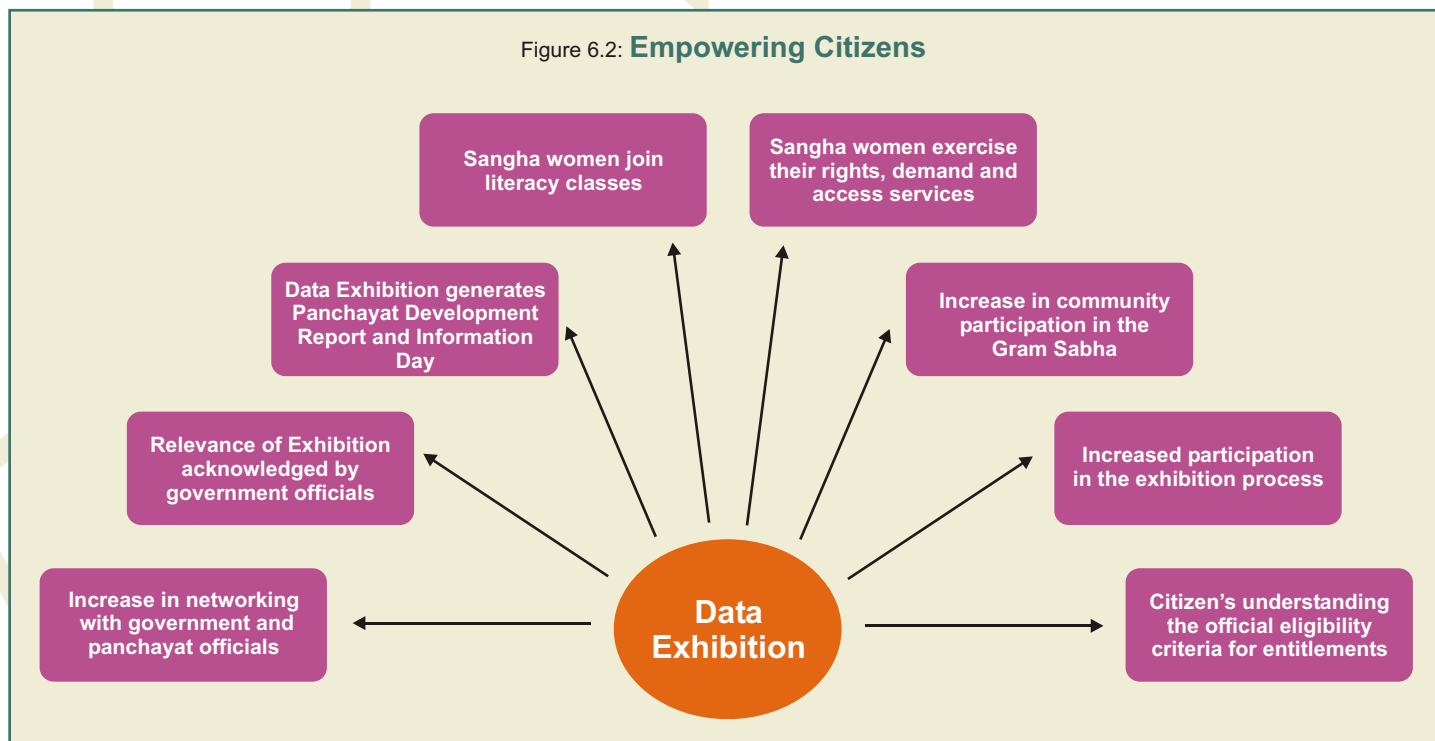 Figure 6.2: Empowering Citizens
Sangha women join
literacy classes
Sangha women exercise
their rights, demand and
access services
Data Exhibition generates
Panchayat Development
Report and Information
Day
Increase in community
participation in the
Gram Sabha
Relevance of Exhibition
acknowledged by
government officials
Increased participation
in the exhibition process
Increase in networking
with government and
panchayat officials
Data
Exhibition
Citizen's understanding
the official eligibility
criteria for entitlements